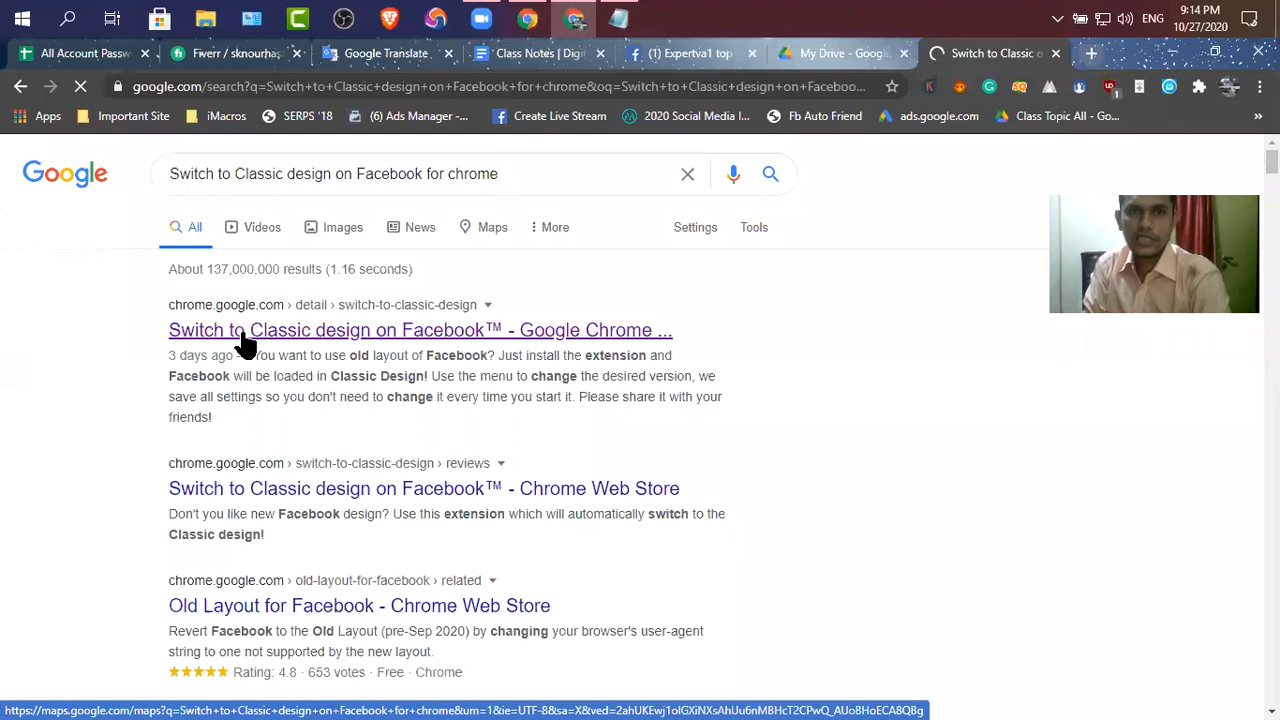 9:14 PM
ENG
10/27/2020
All Account Passw
Fiverr / sknourhas
Google Translate
Class Notes | Digi
(1) Expertva1 top
My Drive - Google
Switch to Classic o
google.com/search?q=Switch+to+Classic+design+on+Facebook+for+chrome&oq=Switch+to+Classic+design+on+Faceboo...
Apps
Important Site
iMacros
SERPS '18
(6) Ads Manager -...
Create Live Stream
2020 Social Media I...
Fb Auto Friend
ads.google.com
Class Topic All - Go...
»
Google
Switch to Classic design on Facebook for chrome
All
Videos
Images
News
Maps
More
Settings
Tools
About 137,000,000 results (1.16 seconds)
chrome.google.com › detail › switch-to-classic-design
Switch to Classic design on Facebook™ - Google Chrome ...
3 days ago - You want to use old layout of Facebook? Just install the extension and
Facebook will be loaded in Classic Design! Use the menu to change the desired version, we
save all settings so you don't need to change it every time you start it. Please share it with your
friends!
chrome.google.com › switch-to-classic-design › reviews
Switch to Classic design on Facebook™ - Chrome Web Store
Don't you like new Facebook design? Use this extension which will automatically switch to the
Classic design!
chrome.google.com › old-layout-for-facebook › related
Old Layout for Facebook - Chrome Web Store
Revert Facebook to the Old Layout (pre-Sep 2020) by changing your browser's user-agent
string to one not supported by the new layout.
Rating: 4.8 · 653 votes · Free · Chrome